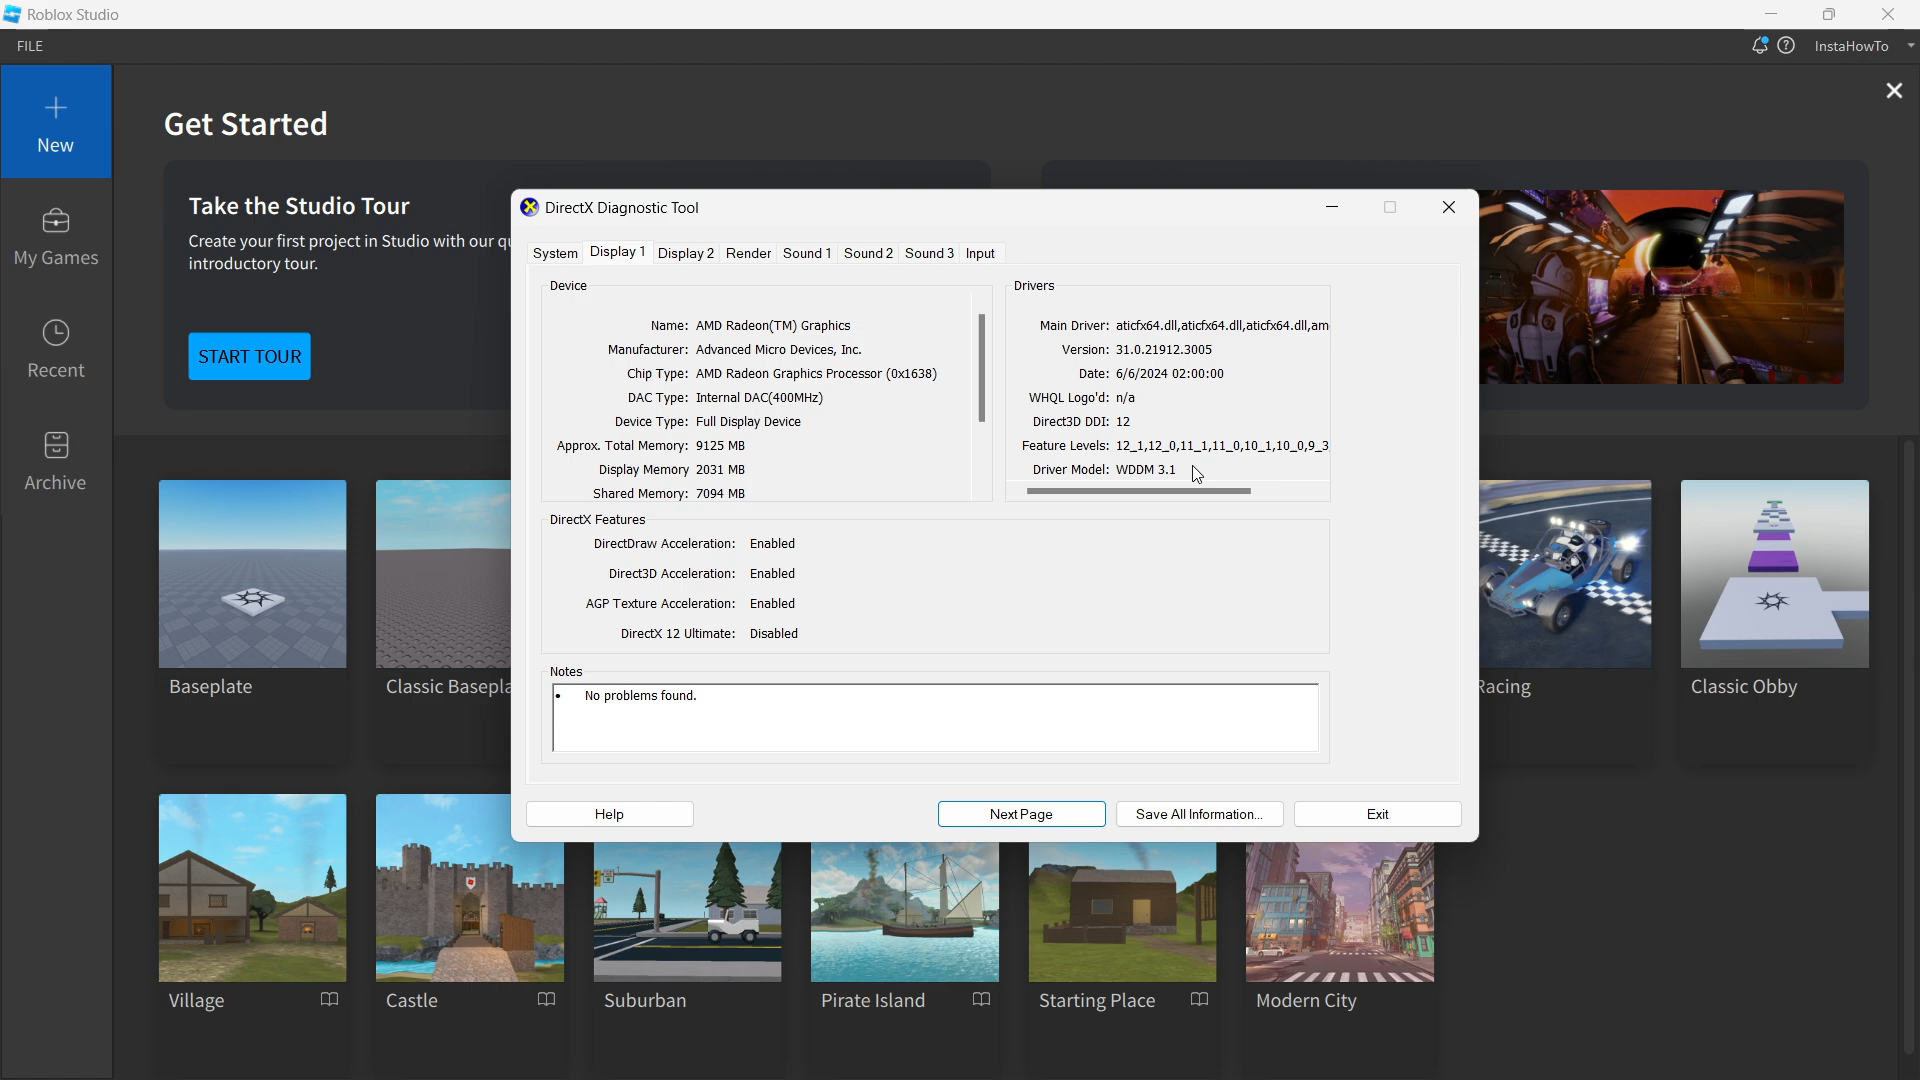 Roblox Studio
FILE
InstaHowTo
New
My Games
Recent
Archive
Get Started
Take the Studio Tour
Create your first project in Studio with our qu
introductory tour.
START TOUR
DirectX Diagnostic Tool
System Display 1 Display 2 Render Sound 1 Sound 2 Sound 3 Input
Device
Name: AMD Radeon(TM) Graphics
Manufacturer: Advanced Micro Devices, Inc.
Chip Type: AMD Radeon Graphics Processor (0x1638)
DAC Type: Internal DAC(400MHz)
Device Type: Full Display Device
Approx. Total Memory: 9125 MB
Display Memory 2031 MB
Shared Memory: 7094 MB
Drivers
Main Driver: aticfx64.dll,aticfx64.dll,aticfx64.dll,am
Version: 31.0.21912.3005
Date: 6/6/2024 02:00:00
WHQL Logo'd: n/a
Direct3D DDI: 12
Feature Levels: 12_1,12_0,11_1,11_0,10_1,10_0,9_3
Driver Model: WDDM 3.1
DirectX Features
DirectDraw Acceleration: Enabled
Direct3D Acceleration: Enabled
AGP Texture Acceleration: Enabled
DirectX 12 Ultimate: Disabled
Notes
• No problems found.
Help
Next Page
Save All Information...
Exit
Baseplate
Classic Basepla
Racing
Classic Obby
Village
Castle
Suburban
Pirate Island
Starting Place
Modern City